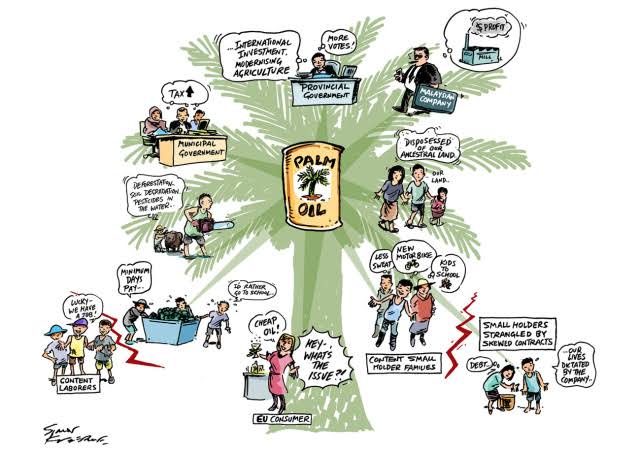 ...INTERNATIONAL
INVESTMENT.
MODERNISING
AGRICULTURE
MORE
VOTES!
PROVINCIAL
GOVERNMENT
$ PROFIT
MILL
MALAYSIAN
COMPANY
TAX
MUNICIPAL
GOVERNMENT
PALM
OIL
DISPOSSESSED
OF OUR
ANCESTRAL LAND.
OUR
LAND..
DEFORESTATION.
SOIL DEGRADATION.
PESTICIDES IN
THE WATER..
MINIMUM
DAYS
PAY...
I'D RATHER
GO TO SCHOOL..
LUCKY-
WE HAVE
A JOB!
CONTENT
LABORERS
CHEAP
OIL!
HEY-
WHAT'S
THE
ISSUE?!
EU CONSUMER
LESS
SWEAT
NEW
MOTORBIKE
KIDS
TO
SCHOOL
CONTENT SMALL
HOLDER FAMILIES
SMALL HOLDERS
STRANGLED BY
SKEWED CONTRACTS
DEBT..
...OUR
LIVES
DICTATED
BY THE
COMPANY..